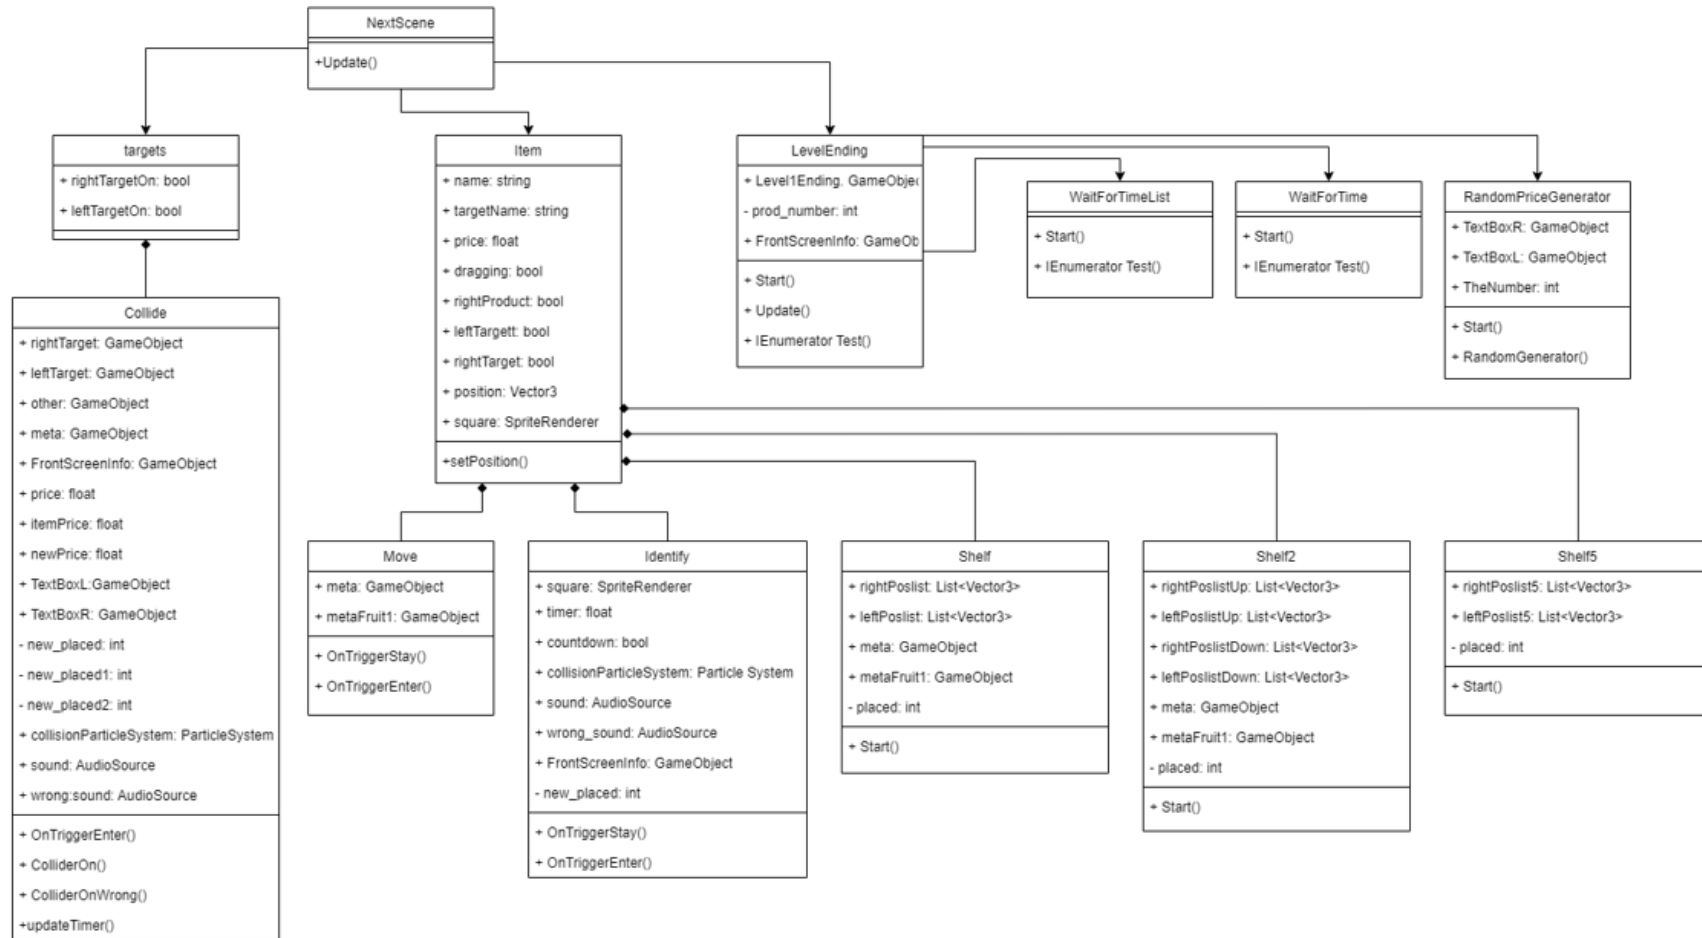 NextScene
+Update()
targets
+ rightTargetOn: bool
+ leftTargetOn: bool
Item
+ name: string
+ targetName: string
+ price: float
+ dragging: bool
+ rightProduct: bool
+ leftTargett: bool
+ rightTarget: bool
+ position: Vector3
+ square: SpriteRenderer
+setPosition()
LevelEnding
+ Level1Ending. GameObjec
- prod_number: int
+ FrontScreenInfo: GameOb
+ Start()
+ Update()
+ IEnumerator Test()
WaitForTimeList
+ Start()
+ IEnumerator Test()
WaitForTime
+ Start()
+ IEnumerator Test()
RandomPriceGenerator
+ TextBoxR: GameObject
+ TextBoxL: GameObject
+ TheNumber: int
+ Start()
+ RandomGenerator()
Collide
+ rightTarget: GameObject
+ leftTarget: GameObject
+ other: GameObject
+ meta: GameObject
+ FrontScreenInfo: GameObject
+ price: float
+ itemPrice: float
+ newPrice: float
+ TextBoxL:GameObject
+ TextBoxR: GameObject
- new_placed: int
- new_placed1: int
- new_placed2: int
+ collisionParticleSystem: ParticleSystem
+ sound: AudioSource
+ wrong:sound: AudioSource
+ OnTriggerEnter()
+ ColliderOn()
+ ColliderOnWrong()
+updateTimer()
Move
+ meta: GameObject
+ metaFruit1: GameObject
+ OnTriggerStay()
+ OnTriggerEnter()
Identify
+ square: SpriteRenderer
+ timer: float
+ countdown: bool
+ collisionParticleSystem: Particle System
+ sound: AudioSource
+ wrong_sound: AudioSource
+ FrontScreenInfo: GameObject
- new_placed: int
+ OnTriggerStay()
+ OnTriggerEnter()
Shelf
+ rightPoslist: List<Vector3>
+ leftPoslist: List<Vector3>
+ meta: GameObject
+ metaFruit1: GameObject
- placed: int
+ Start()
Shelf2
+ rightPoslistUp: List<Vector3>
+ leftPoslistUp: List<Vector3>
+ rightPoslistDown: List<Vector3>
+ leftPoslistDown: List<Vector3>
+ meta: GameObject
+ metaFruit1: GameObject
- placed: int
+ Start()
Shelf5
+ rightPoslist5: List<Vector3>
+ leftPoslist5: List<Vector3>
- placed: int
+ Start()